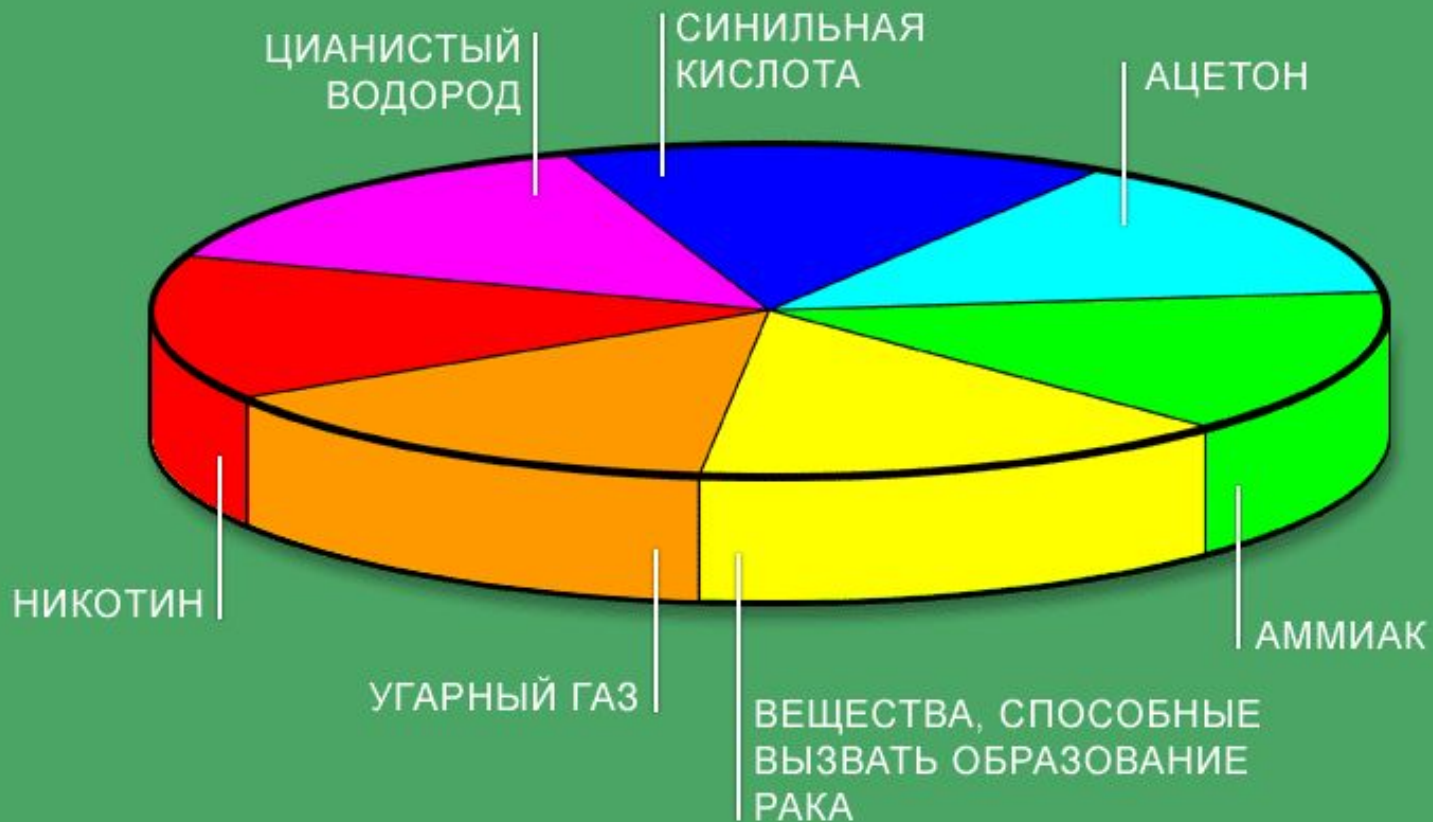 ЦИАНИСТЫЙ
ВОДОРОД
СИНИЛЬНАЯ
КИСЛОТА
АЦЕТОН
НИКОТИН
УГАРНЫЙ ГАЗ
ВЕЩЕСТВА, СПОСОБНЫЕ
ВЫЗВАТЬ ОБРАЗОВАНИЕ
РАКА
АММИАК